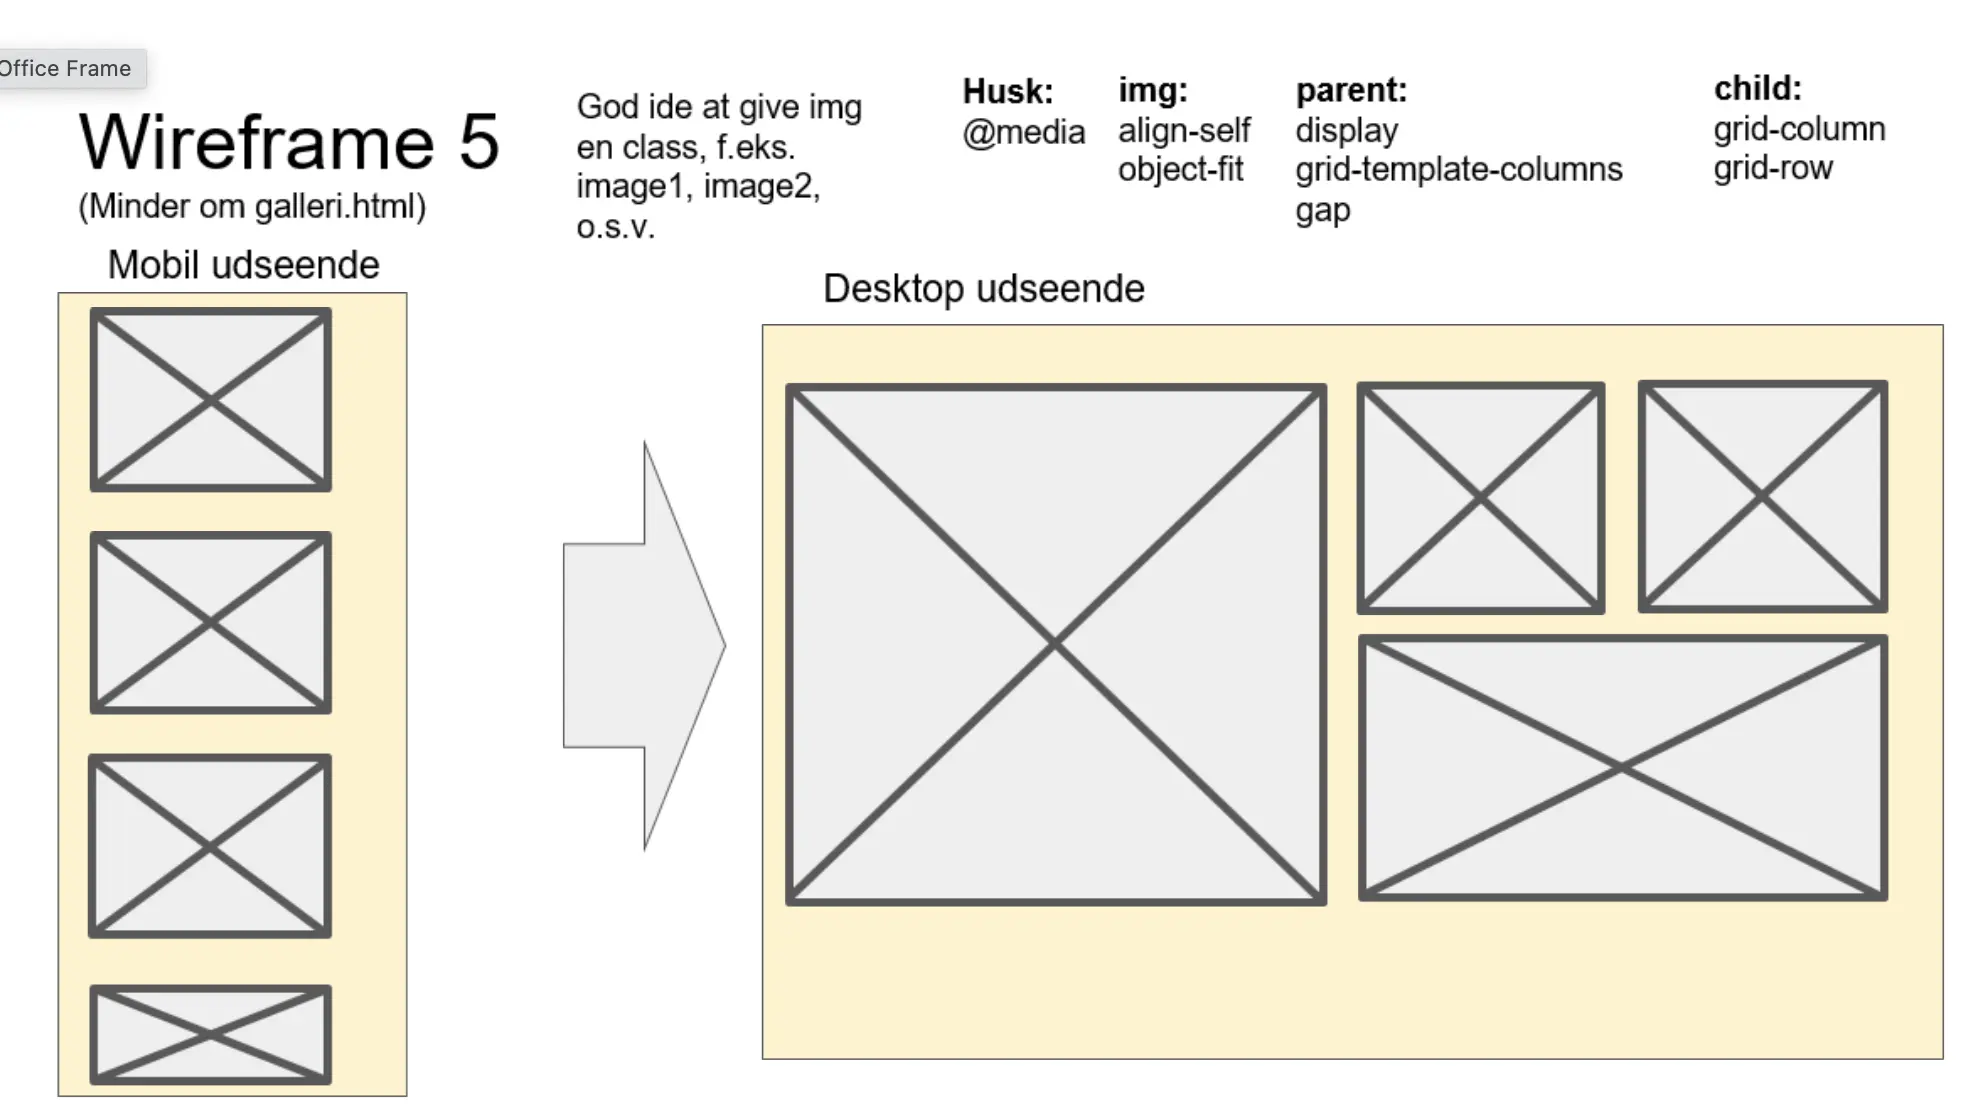 Office Frame
Wireframe 5
(Minder om galleri.html)
God ide at give img
en class, f.eks.
image1, image2,
o.s.v.
Husk:
@media
img:
align-self
object-fit
parent:
display
grid-template-columns
gap
child:
grid-column
grid-row
Mobil udseende
Desktop udseende